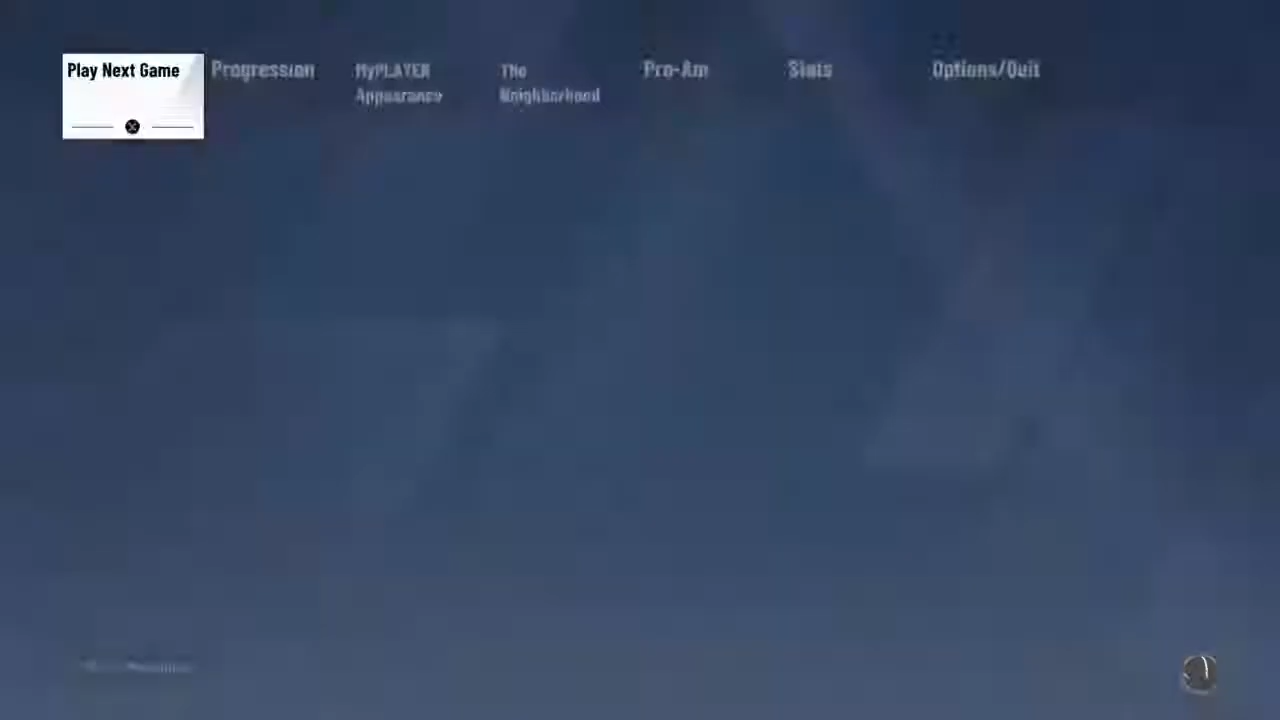 Play Next Game
Progression
MyPLAYER
Appearance
The
Neighborhood
Pro-Am
Stats
Options/Quit